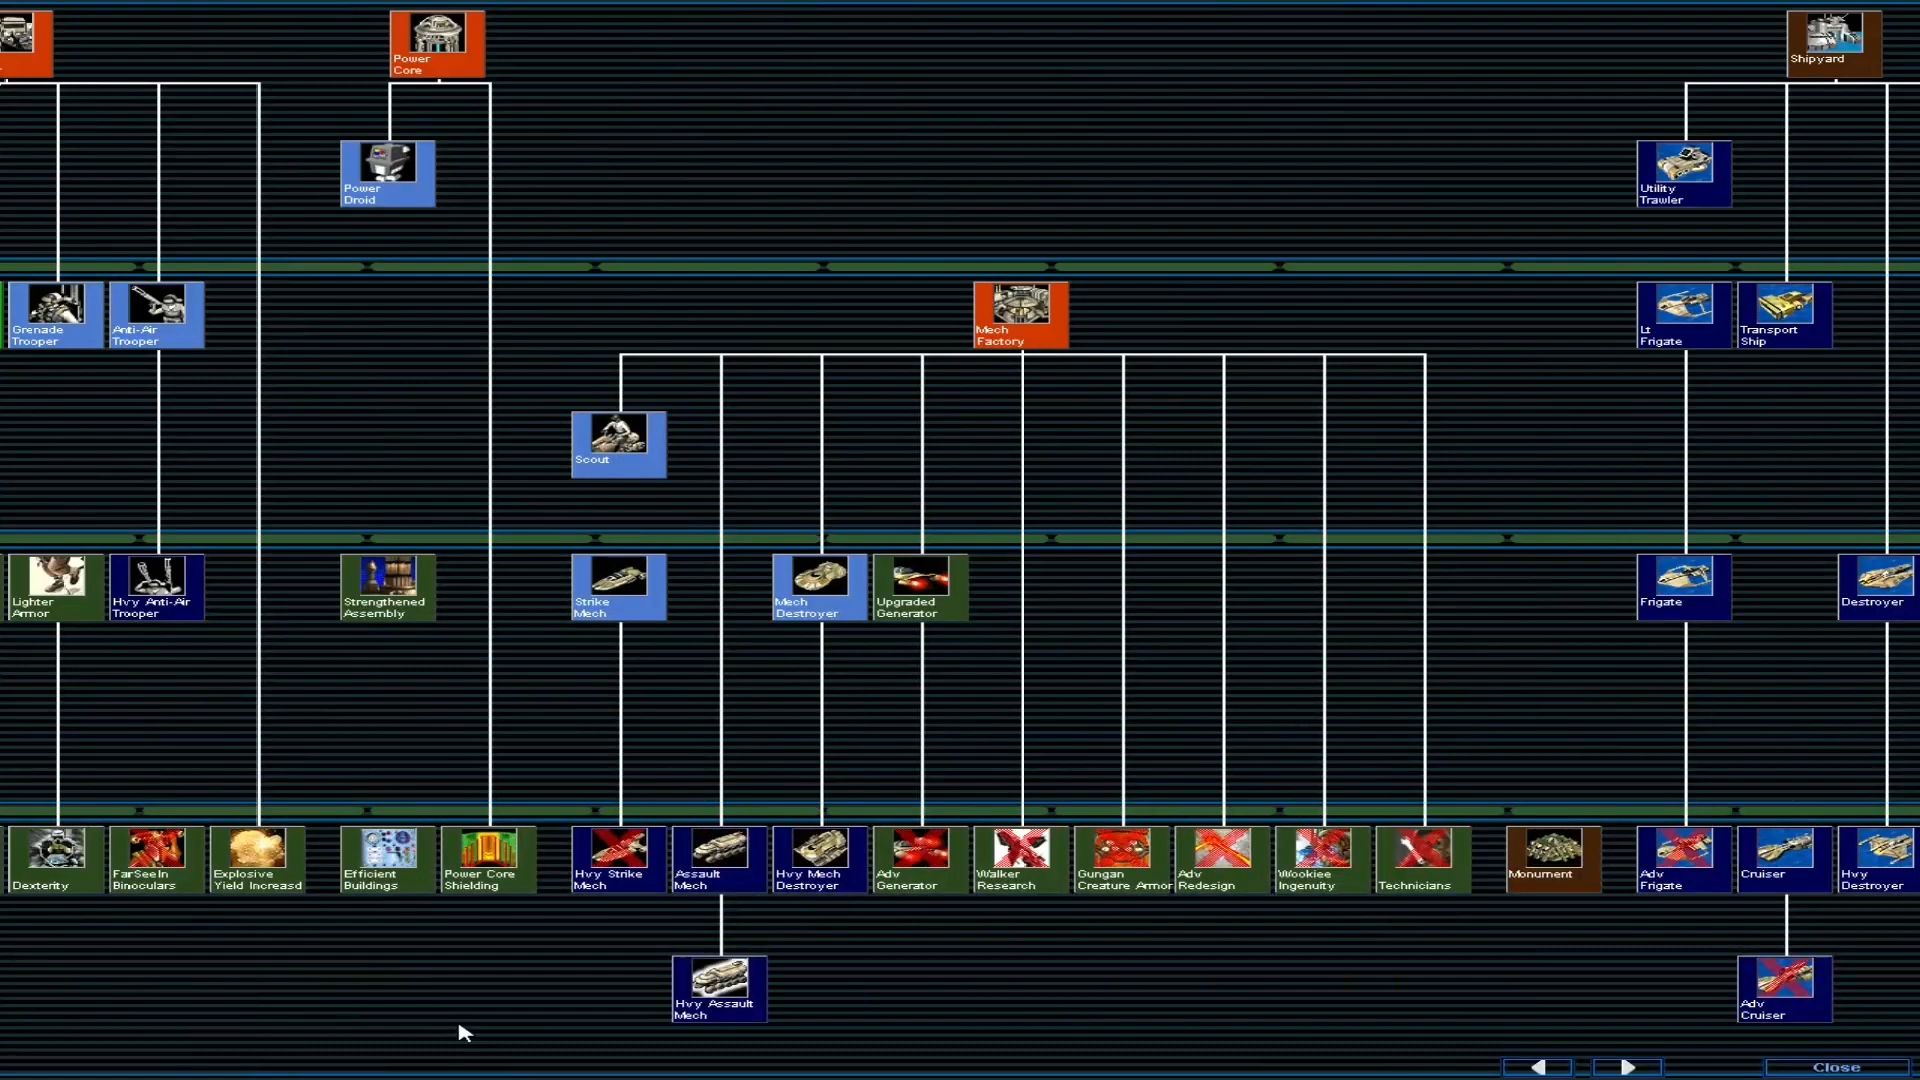 Power
Core
Shipyard
Power
Droid
Utility
Trawler
Grenade
Trooper
Anti-Air
Trooper
Mech
Factory
Lt
Frigate
Transport
Ship
Scout
Lighter
Armor
Hvy Anti-Air
Trooper
Strengthened
Assembly
Strike
Mech
Mech
Destroyer
Upgraded
Generator
Frigate
Destroyer
Dexterity
FarSeeIn
Binoculars
Explosive
Yield Increasd
Efficient
Buildings
Power Core
Shielding
Hvy Strike
Mech
Assault
Mech
Hvy Mech
Destroyer
Adv
Generator
Walker
Research
Gungan
Creature Armor
Adv
Redesign
Wookiee
Ingenuity
Technicians
Monument
Adv
Frigate
Cruiser
Hvy
Destroyer
Hvy Assault
Mech
Adv
Cruiser
Close